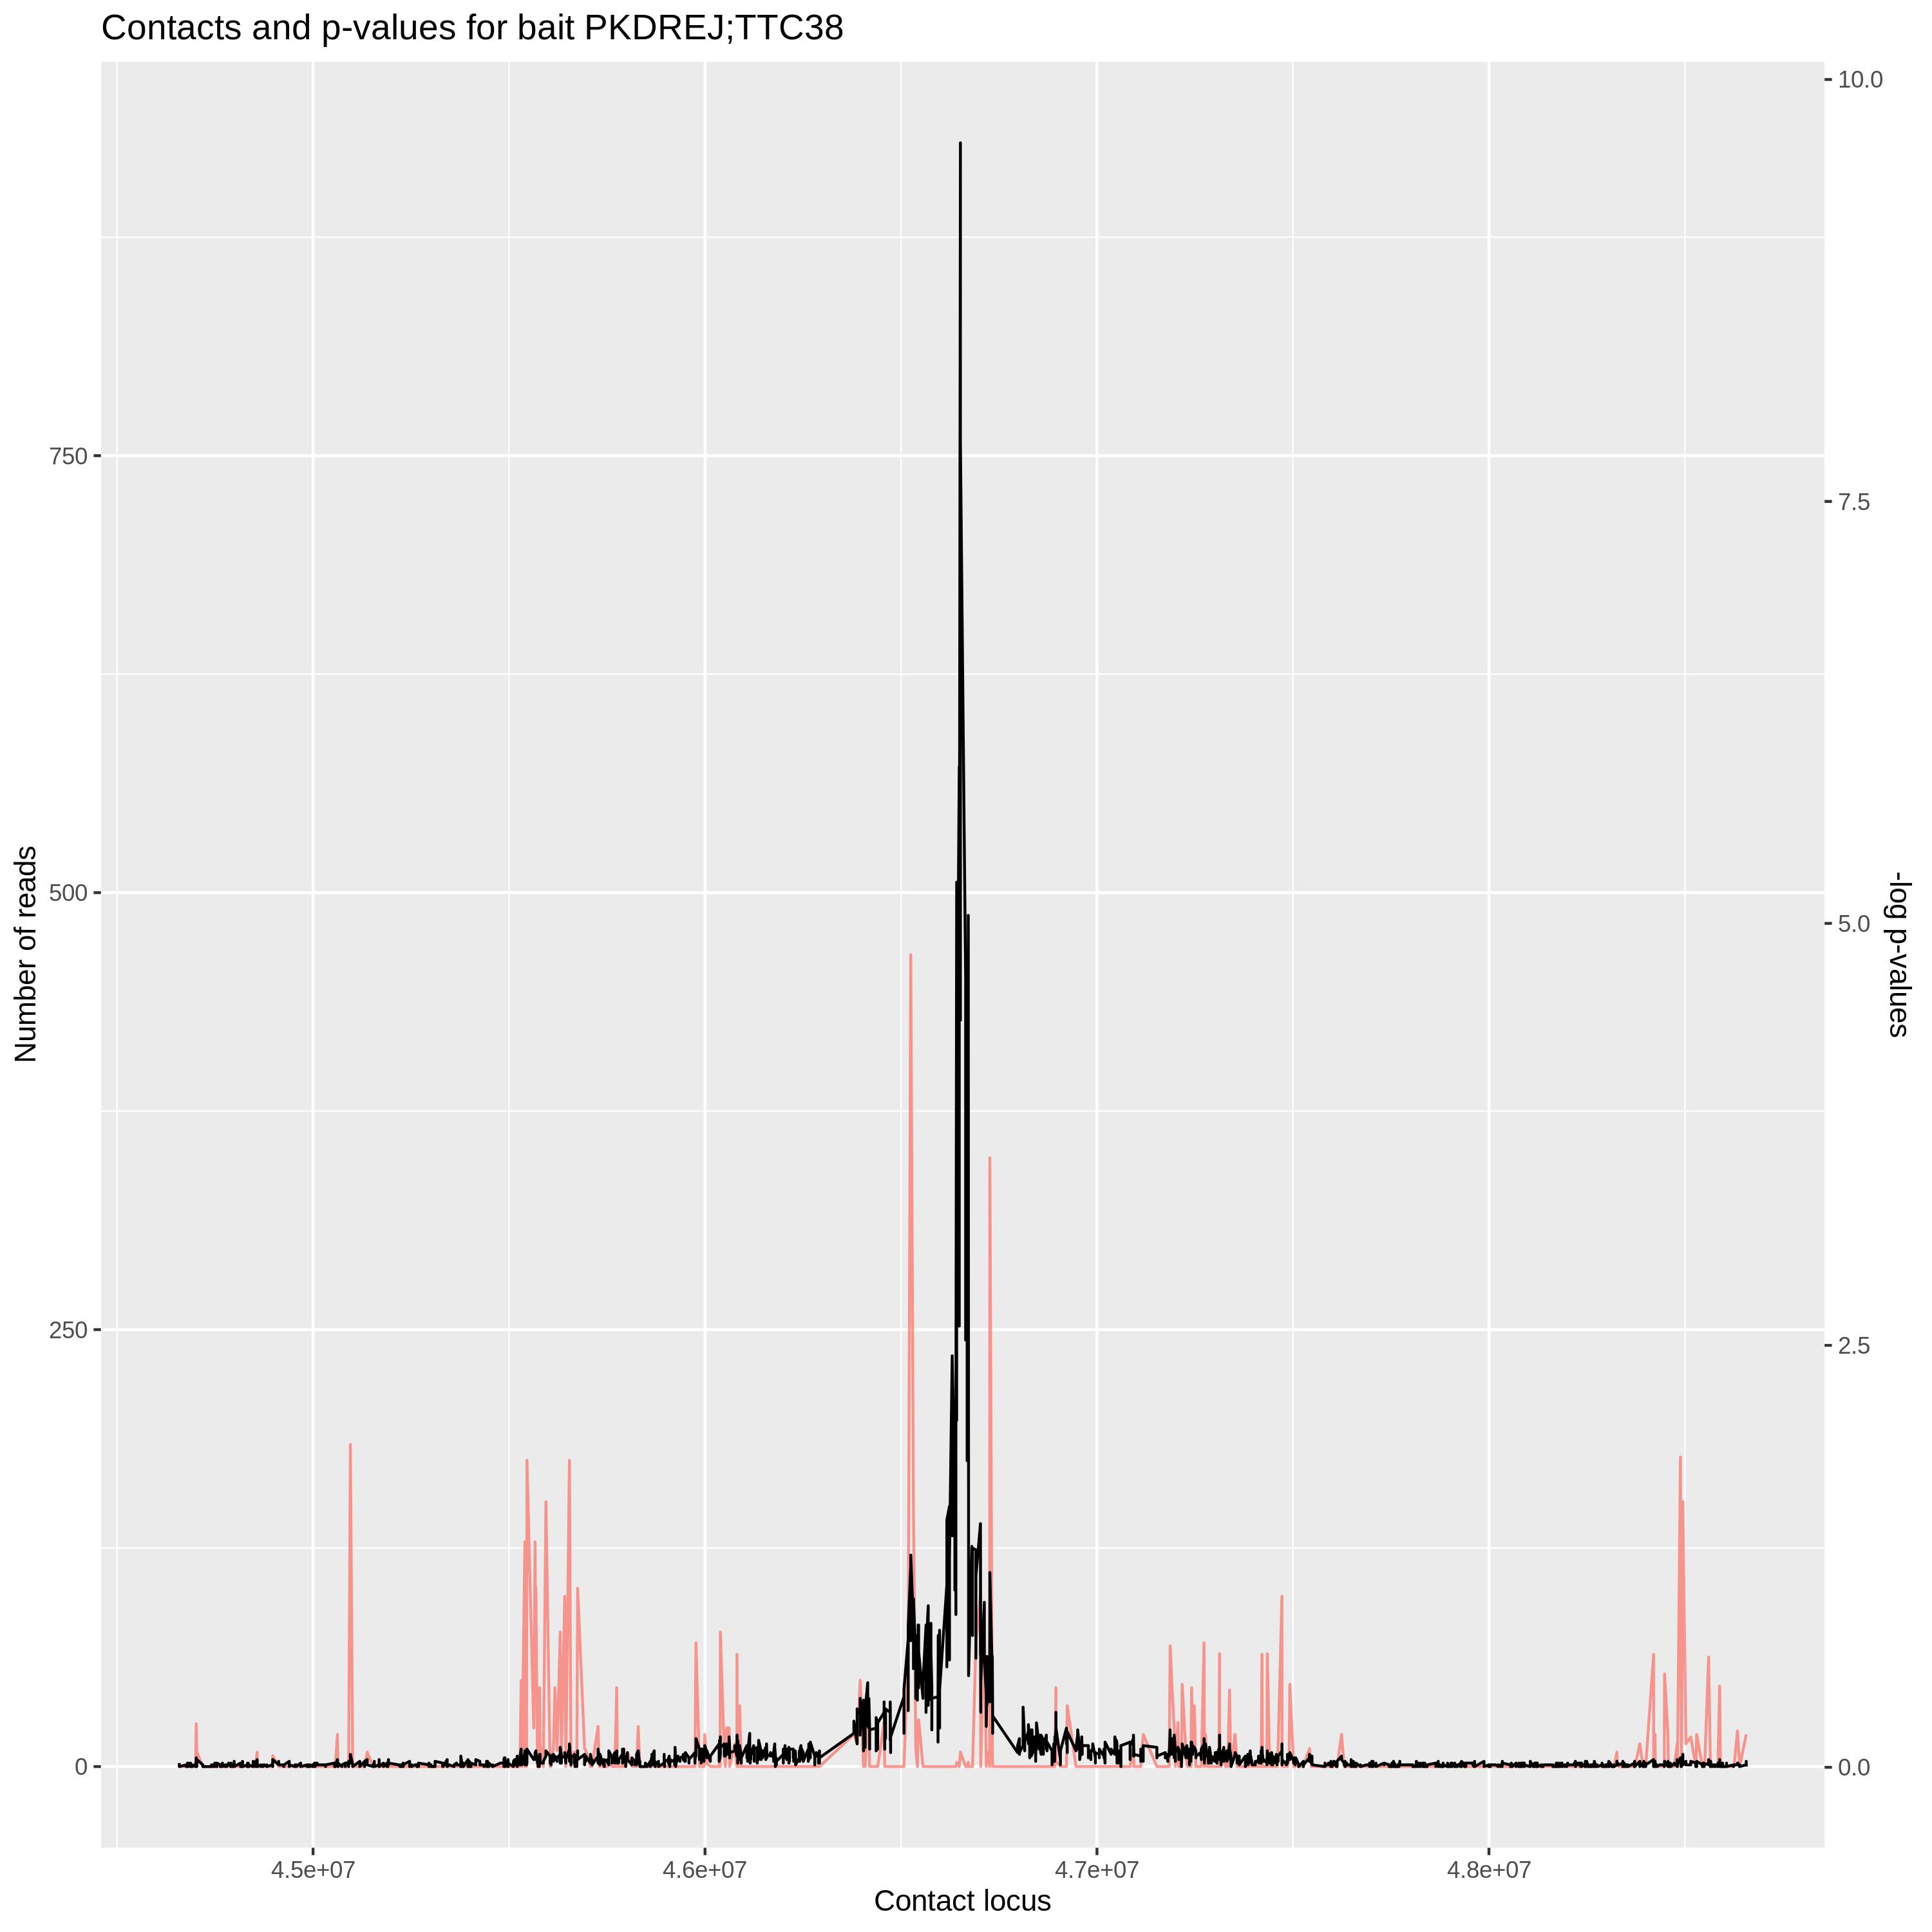 Contacts and p-values for bait PKDREJ;TTC38
10.0
750
7.5
Number of reads
500
5.0
-log p-values
250
2.5
0
0.0
4.5e+07
4.6e+07
4.7e+07
4.8e+07
Contact locus